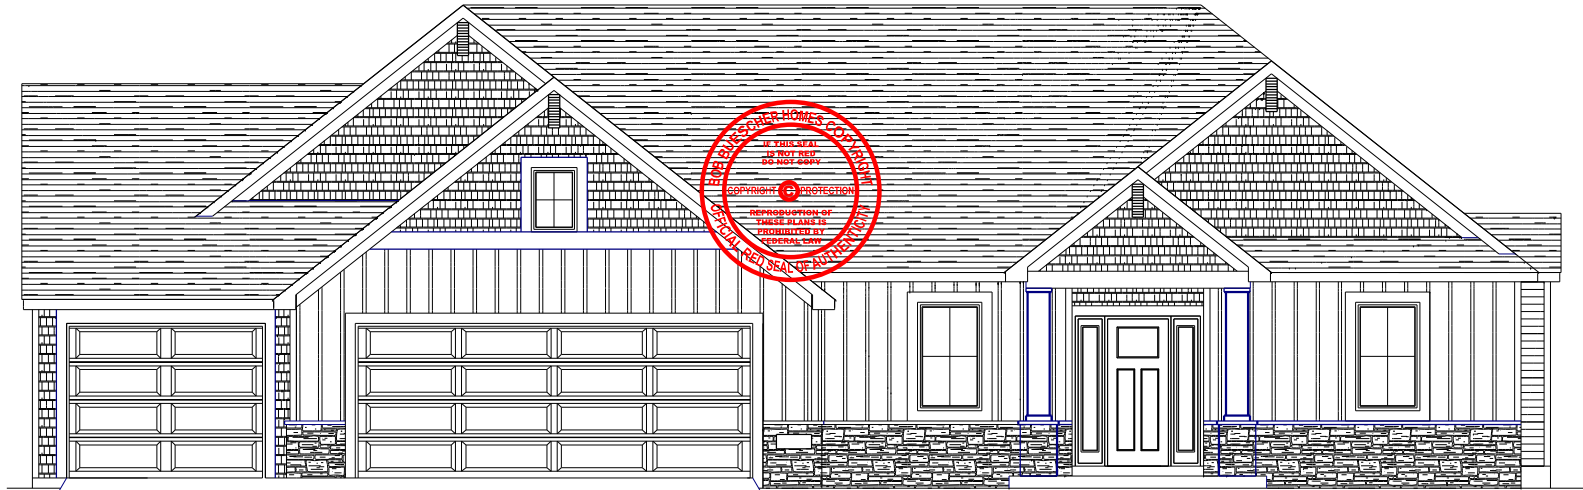 BOB BUESCHER HOMES COPYRIGHT
IF THIS SEAL
IS NOT RED
DO NOT COPY
COPYRIGHT © PROTECTION
REPRODUCTION OF
THESE PLANS IS
PROHIBITED BY
FEDERAL LAW
OFFICIAL RED SEAL OF AUTHENTICITY